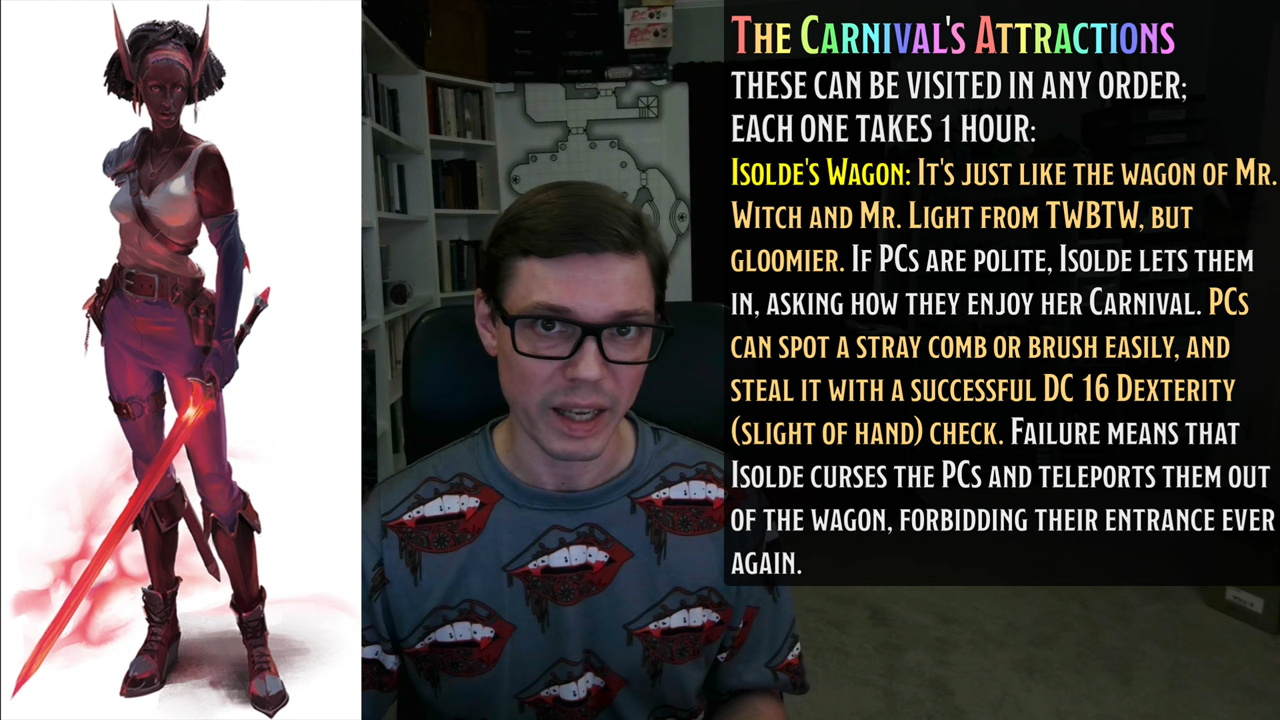 The Carnival's Attractions
THESE CAN BE VISITED IN ANY ORDER;
EACH ONE TAKES 1 HOUR:
Isolde's Wagon: It's just like the wagon of Mr.
Witch and Mr. Light from TWBTW, but
gloomier. If PCs are polite, Isolde lets them
in, asking how they enjoy her Carnival. PCs
can spot a stray comb or brush easily, and
steal it with a successful DC 16 Dexterity
(slight of hand) check. Failure means that
Isolde curses the PCs and teleports them out
of the wagon, forbidding their entrance ever
again.